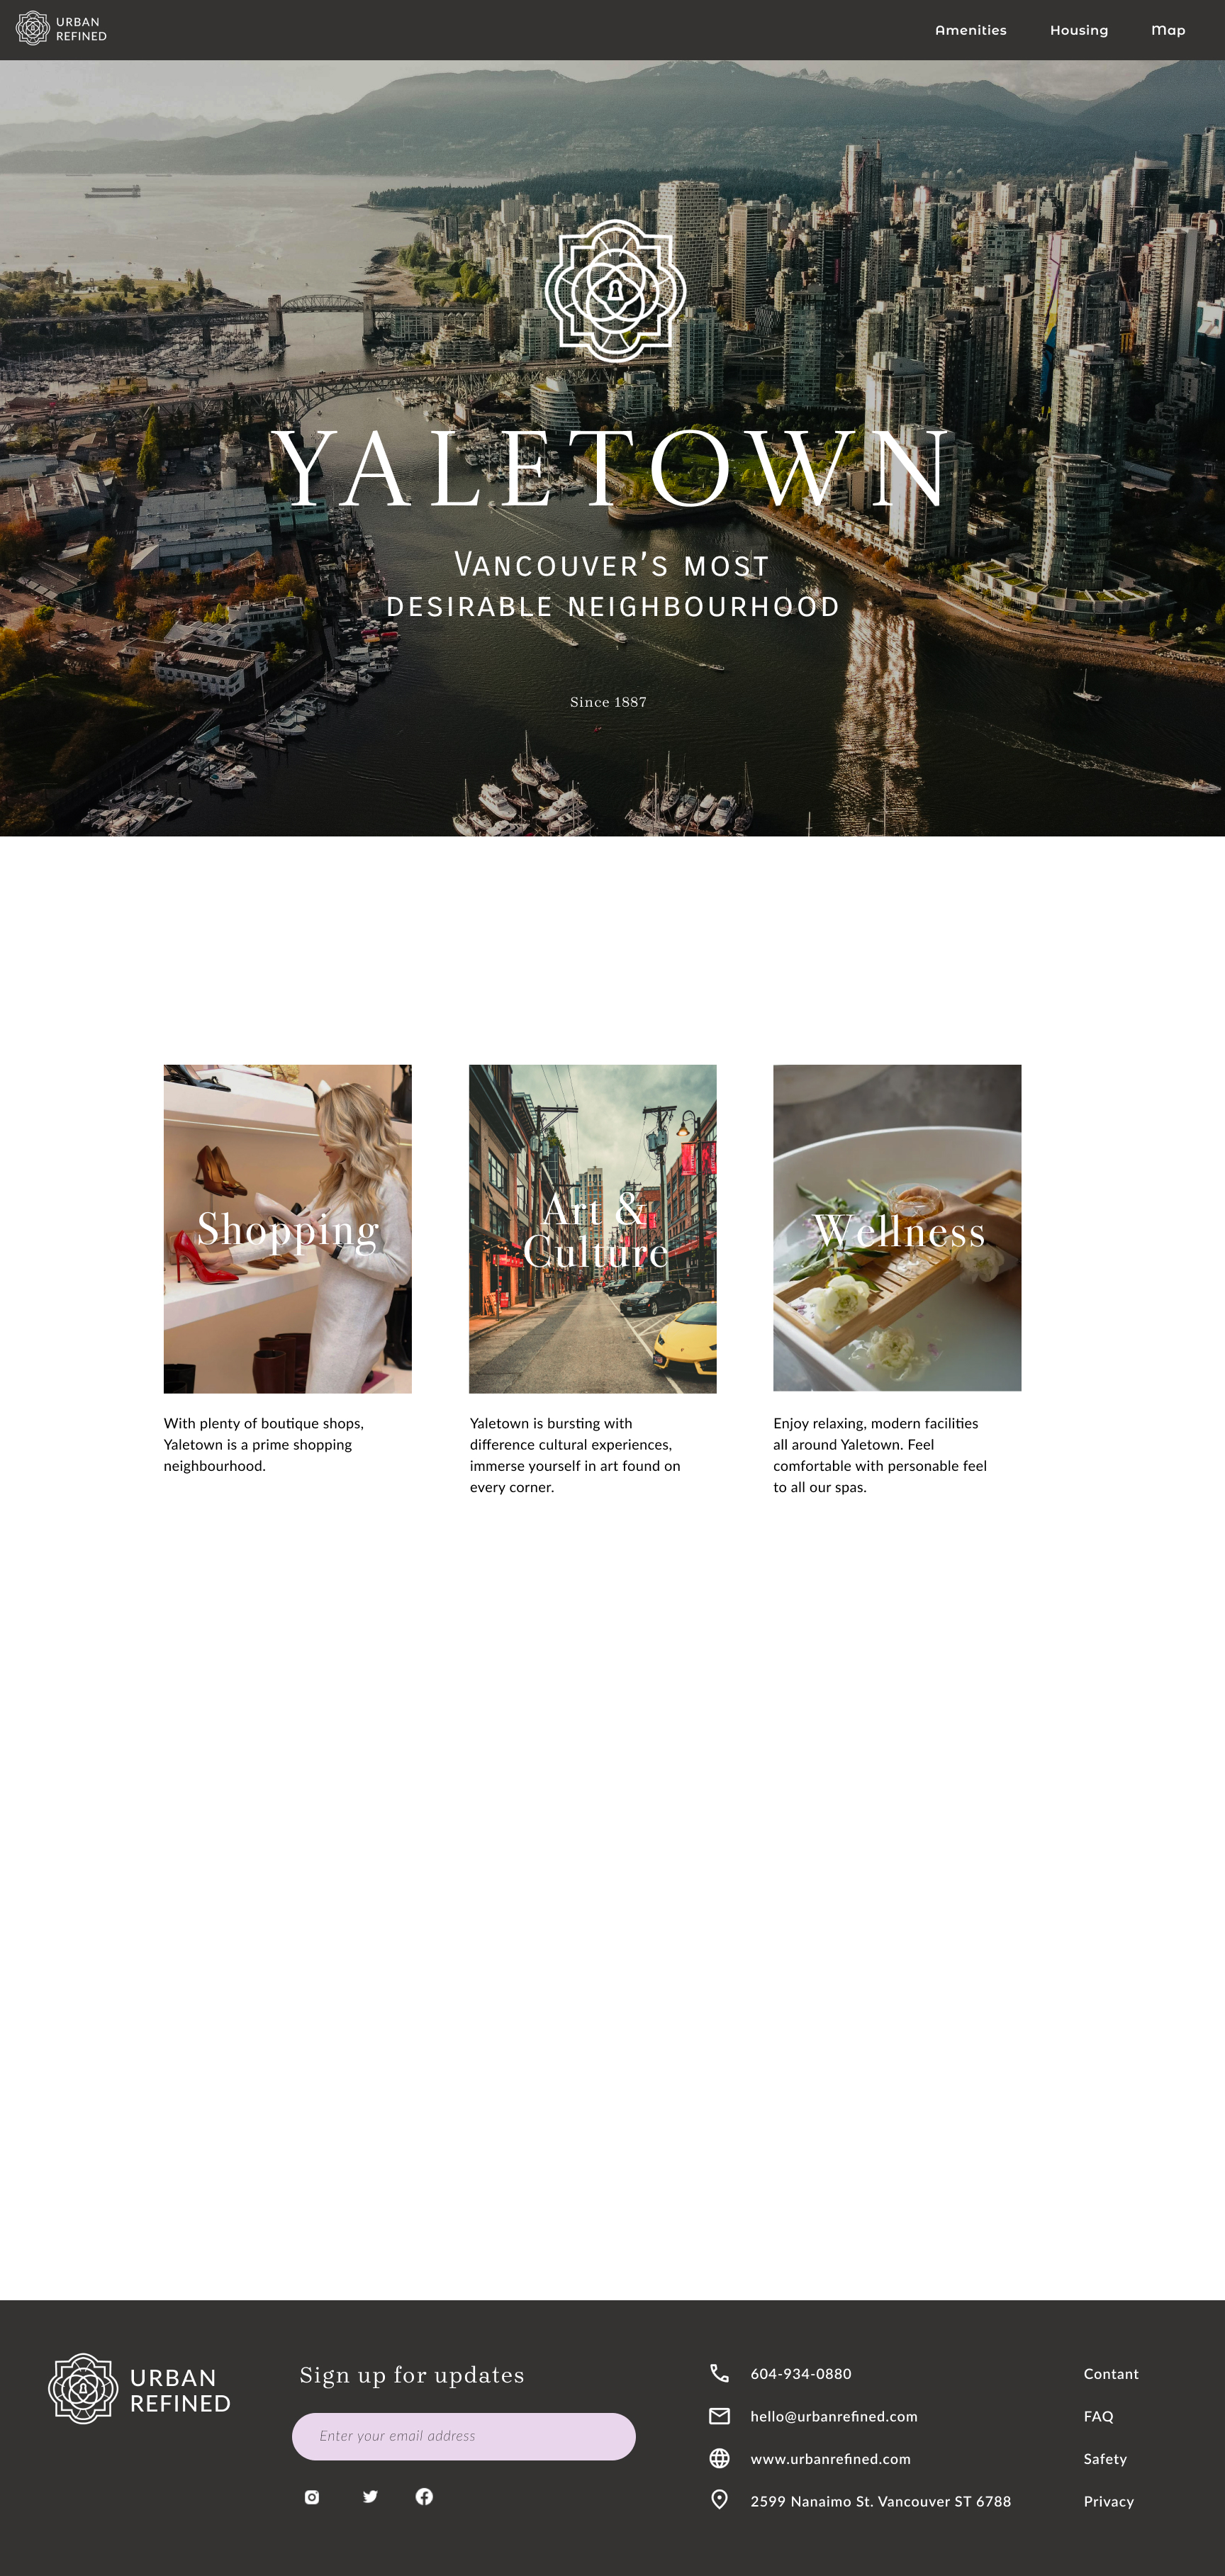 URBAN
REFINED
Amenities
Housing
Map
YALETOWN
Vancouver’s most
desirable neighbourhood
Since 1887
Shopping
Art &
Culture
Wellness
With plenty of boutique shops,
Yaletown is a prime shopping
neighbourhood.
Yaletown is bursting with
difference cultural experiences,
immerse yourself in art found on
every corner.
Enjoy relaxing, modern facilities
all around Yaletown. Feel
comfortable with personable feel
to all our spas.
URBAN
REFINED
Sign up for updates
Enter your email address
604-934-0880
hello@urbanrefined.com
www.urbanrefined.com
2599 Nanaimo St. Vancouver ST 6788
Contant
FAQ
Safety
Privacy